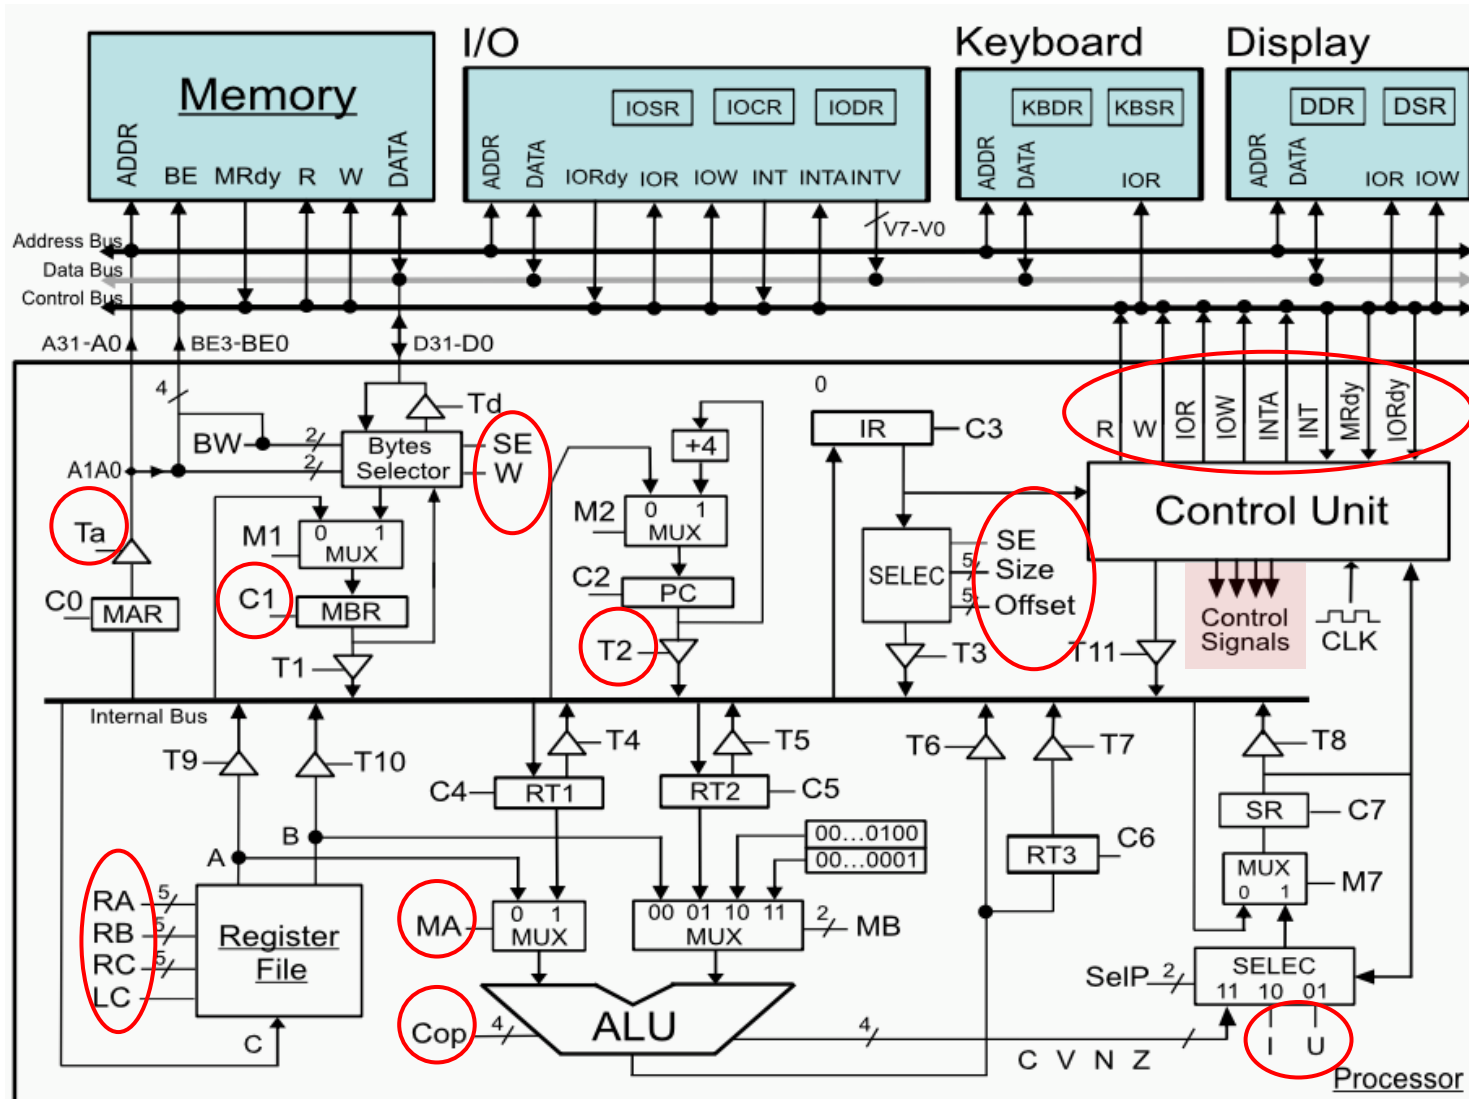 I/O
Keyboard
Display
Memory
IOSR
IOCR
IODR
KBDR
KBSR
DDR
DSR
ADDR
BE
MRdy
R
W
DATA
ADDR
DATA
IORdy
IOR
IOW
INT
INTA
INTV
ADDR
DATA
IOR
ADDR
DATA
IOR
IOW
V7-V0
Address Bus
Data Bus
Control Bus
A31-A0
BE3-BE0
D31-D0
0
4
Td
BW
2
Bytes
Selector
SE
W
A1A0
2
+4
IR
C3
R
W
IOR
IOW
INTA
INT
MRdy
IORdy
Control Unit
Ta
M1
0 1
MUX
M2
0 1
MUX
SELEC
SE
5
Size
5
Offset
C0
MAR
C1
MBR
C2
PC
Control
Signals
CLK
T1
T2
T3
T11
Internal Bus
T9
T10
T4
T5
T6
T7
T8
C4
RT1
RT2
C5
SR
C7
A
B
00...0100
00...0001
RT3
C6
MUX
0 1
M7
RA
5
RB
5
RC
5
LC
Register
File
MA
0 1
MUX
00 01 10 11
MUX
2
MB
SelP
2
SELEC
11 10 01
C
Cop
4
ALU
4
C V N Z
I
U
Processor